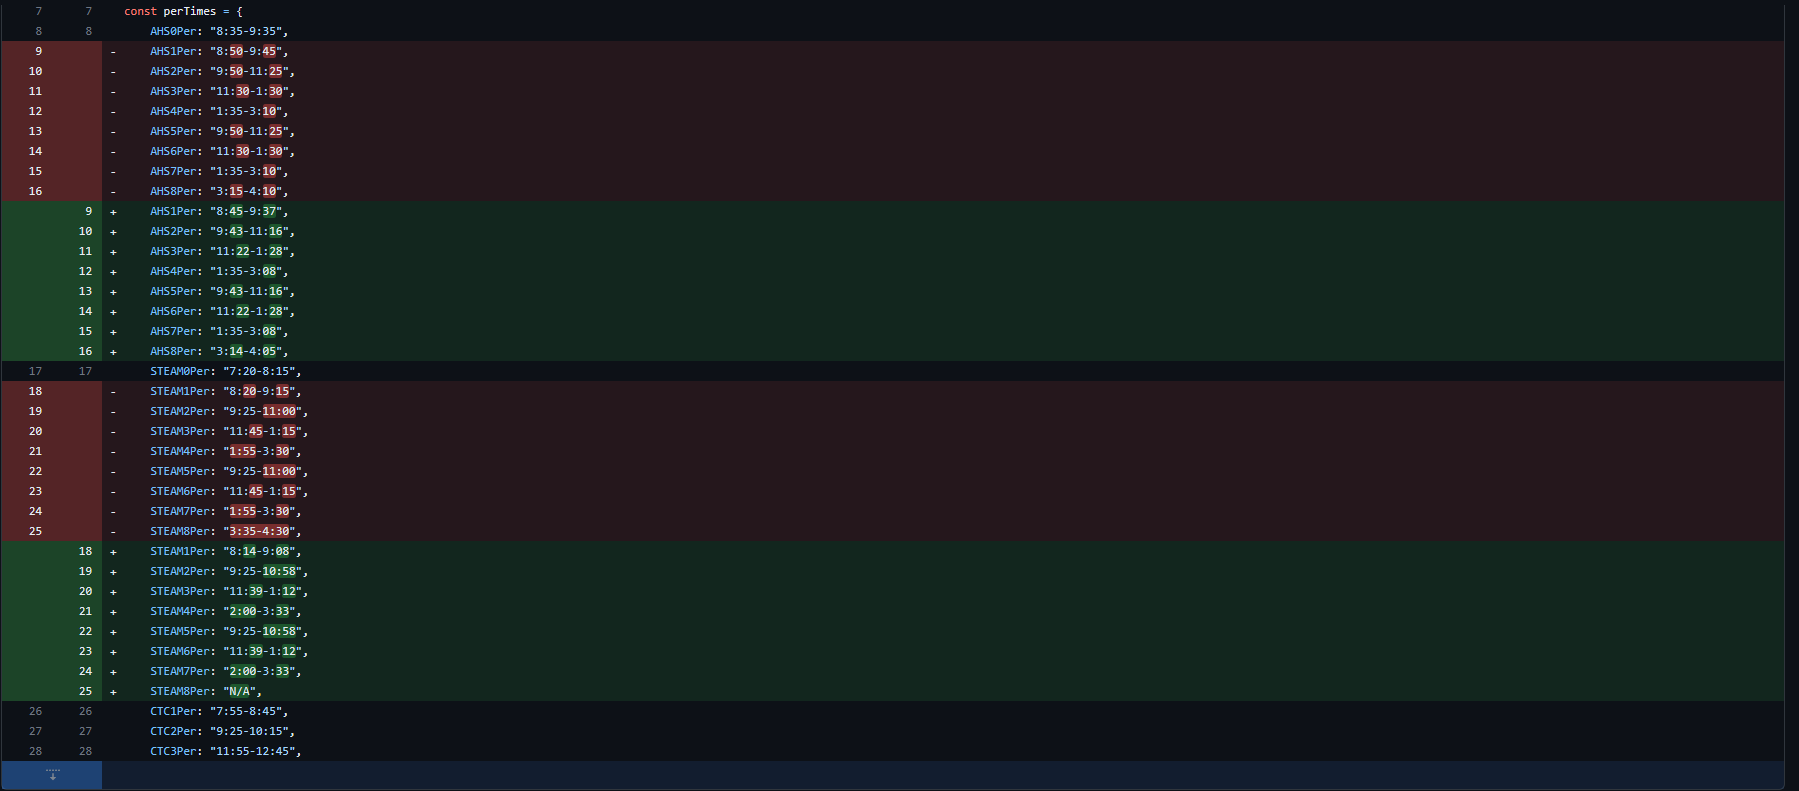 7 7 const perTimes = {
8 8 AHS0Per: "8:35-9:35",
9 - AHS1Per: "8:50-9:45",
10 - AHS2Per: "9:50-11:25",
11 - AHS3Per: "11:30-1:30",
12 - AHS4Per: "1:35-3:10",
13 - AHS5Per: "9:50-11:25",
14 - AHS6Per: "11:30-1:30",
15 - AHS7Per: "1:35-3:10",
16 - AHS8Per: "3:15-4:10",
9 + AHS1Per: "8:45-9:37",
10 + AHS2Per: "9:43-11:16",
11 + AHS3Per: "11:22-1:28",
12 + AHS4Per: "1:35-3:08",
13 + AHS5Per: "9:43-11:16",
14 + AHS6Per: "11:22-1:28",
15 + AHS7Per: "1:35-3:08",
16 + AHS8Per: "3:14-4:05",
17 17 STEAM0Per: "7:20-8:15",
18 - STEAM1Per: "8:20-9:15",
19 - STEAM2Per: "9:25-11:00",
20 - STEAM3Per: "11:45-1:15",
21 - STEAM4Per: "1:55-3:30",
22 - STEAM5Per: "9:25-11:00",
23 - STEAM6Per: "11:45-1:15",
24 - STEAM7Per: "1:55-3:30",
25 - STEAM8Per: "3:35-4:30",
18 + STEAM1Per: "8:14-9:08",
19 + STEAM2Per: "9:25-10:58",
20 + STEAM3Per: "11:39-1:12",
21 + STEAM4Per: "2:00-3:33",
22 + STEAM5Per: "9:25-10:58",
23 + STEAM6Per: "11:39-1:12",
24 + STEAM7Per: "2:00-3:33",
25 + STEAM8Per: "N/A",
26 26 CTC1Per: "7:55-8:45",
27 27 CTC2Per: "9:25-10:15",
28 28 CTC3Per: "11:55-12:45",